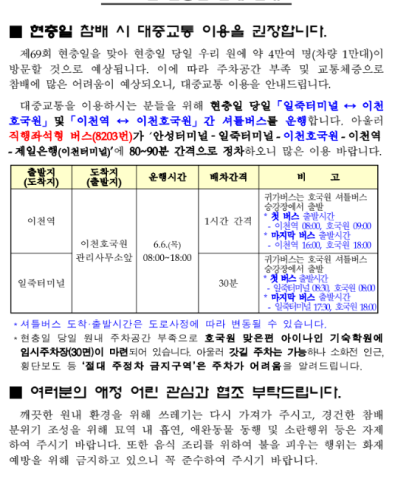 ■ 현충일 참배 시 대중교통 이용을 권장합니다.
제69회 현충일을 맞아 현충일 당일 우리 원에 약 4만여 명(차량 1만대)이
방문할 것으로 예상됩니다. 이에 따라 주차공간 부족 및 교통체증으로
참배에 많은 어려움이 예상되오니, 대중교통 이용을 안내드립니다.
대중교통을 이용하시는 분들을 위해 현충일 당일 「일죽터미널 ↔ 이천
호국원」 및 「이천역 ↔ 이천호국원」간 셔틀버스를 운행합니다. 아울러
직행좌석형 버스(8203번)가 '안성터미널 - 일죽터미널 - 이천호국원 - 이천역
- 제일은행(이천터미널)'에 80~90분 간격으로 정차하오니 많은 이용 바랍니다.
출발지 도착지 운행시간 배차간격 비 고
(도착지) (출발지)
이천역 1시간 간격 귀가버스는 호국원 셔틀버스
승강장에서 출발
* 첫 버스 출발시간
- 이천역 08:00, 호국원 09:00
* 마지막 버스 출발시간
- 이천역 16:00, 호국원 18:00
이천호국원 6.6.(목)
관리사무소앞 08:00~18:00
일죽터미널 30분 귀가버스는 호국원 셔틀버스
승강장에서 출발
* 첫 버스 출발시간
- 일죽터미널 08:30, 호국원 08:00
* 마지막 버스 출발시간
- 일죽터미널 17:30, 호국원 18:00
* 셔틀버스 도착·출발시간은 도로사정에 따라 변동될 수 있습니다.
* 현충일 당일 원내 주차공간 부족으로 호국원 맞은편 아이나인 기숙학원에
임시주차장(30면)이 마련되어 있습니다. 아울러 갓길 주차는 가능하나 소화전 인근,
횡단보도 등 '절대 주정차 금지구역'은 주차가 어려움을 알려드립니다.
■ 여러분의 애정 어린 관심과 협조 부탁드립니다.
깨끗한 원내 환경을 위해 쓰레기는 다시 가져가 주시고, 경건한 참배
분위기 조성을 위해 묘역 내 흡연, 애완동물 동행 및 소란행위 등은 자제
하여 주시기 바랍니다. 또한 음식 조리를 위하여 불을 피우는 행위는 화재
예방을 위해 금지하고 있으니 꼭 준수하여 주시기 바랍니다.